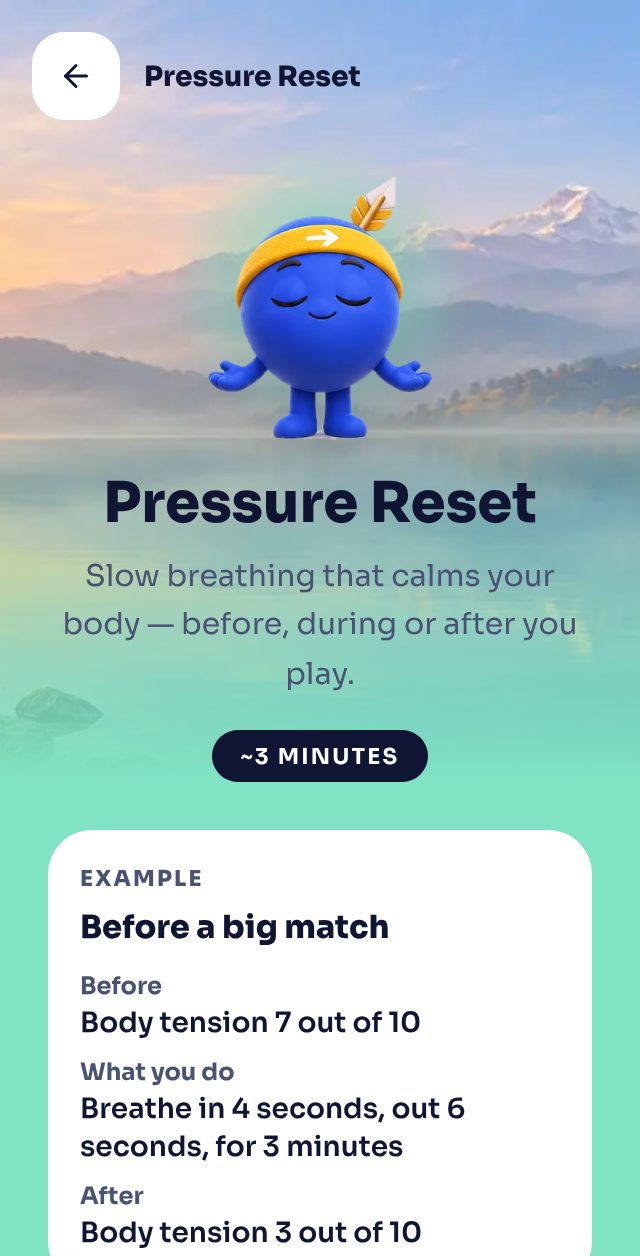 Pressure Reset
Pressure Reset
Slow breathing that calms your
body — before, during or after you
play.
~3 MINUTES
EXAMPLE
Before a big match
Before
Body tension 7 out of 10
What you do
Breathe in 4 seconds, out 6
seconds, for 3 minutes
After
Body tension 3 out of 10